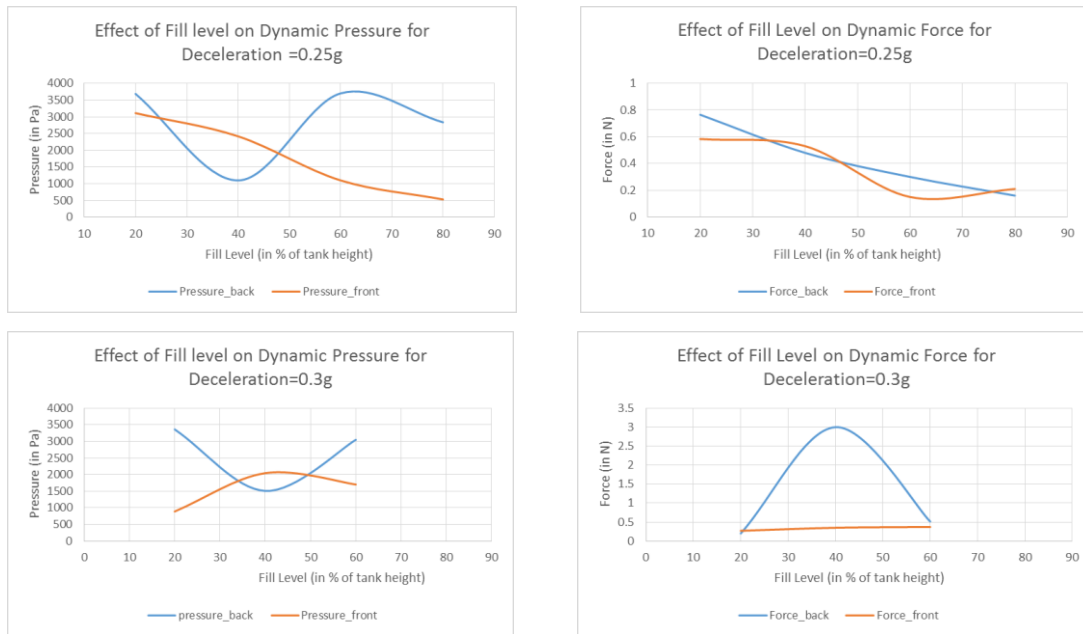 Effect of Fill level on Dynamic Pressure for
Deceleration =0.25g
Pressure (in Pa)
4000
3500
3000
2500
2000
1500
1000
500
0
10 20 30 40 50 60 70 80 90
Fill Level (in % of tank height)
Pressure_back Pressure_front
Effect of Fill Level on Dynamic Force for
Deceleration=0.25g
Force (in N)
1
0.8
0.6
0.4
0.2
0
10 20 30 40 50 60 70 80 90
Fill Level (in % of tank height)
Force_back Force_front
Effect of Fill level on Dynamic Pressure for
Deceleration=0.3g
Pressure (in Pa)
4000
3500
3000
2500
2000
1500
1000
500
0
0 10 20 30 40 50 60 70 80 90
Fill Level (in % of tank height)
pressure_back Pressure_front
Effect of Fill Level on Dynamic Force for
Deceleration=0.3g
Force (in N)
3.5
3
2.5
2
1.5
1
0.5
0
0 10 20 30 40 50 60 70 80 90
Fill Level (in % of tank height)
Force_back Force_front